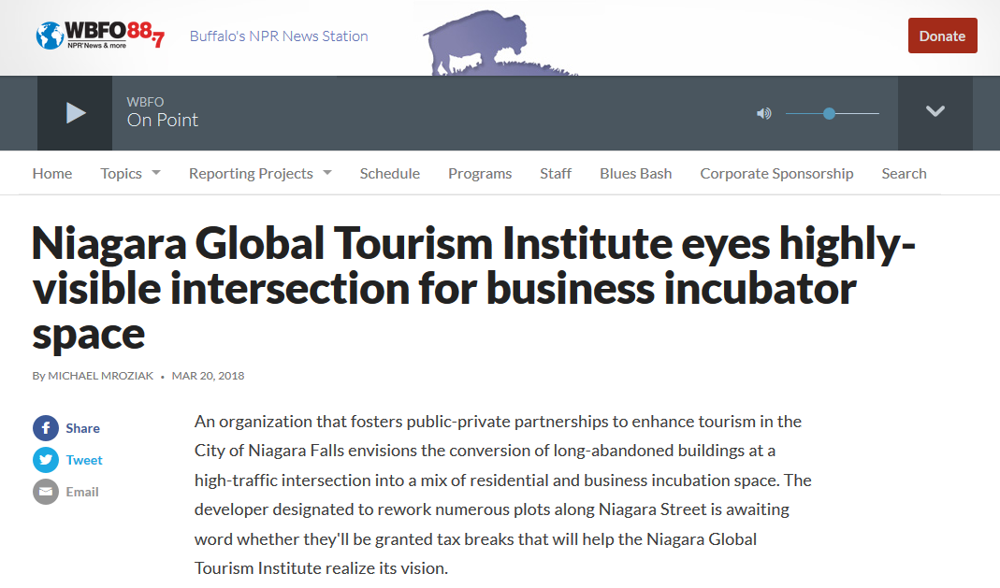 WBFO 88.7
NPR News & more
Buffalo's NPR News Station
Donate
WBFO
On Point
Home Topics Reporting Projects Schedule Programs Staff Blues Bash Corporate Sponsorship Search
Niagara Global Tourism Institute eyes highly-
visible intersection for business incubator
space
By MICHAEL MROZIAK • MAR 20, 2018
Share
Tweet
Email
An organization that fosters public-private partnerships to enhance tourism in the
City of Niagara Falls envisions the conversion of long-abandoned buildings at a
high-traffic intersection into a mix of residential and business incubation space. The
developer designated to rework numerous plots along Niagara Street is awaiting
word whether they'll be granted tax breaks that will help the Niagara Global
Tourism Institute realize its vision.